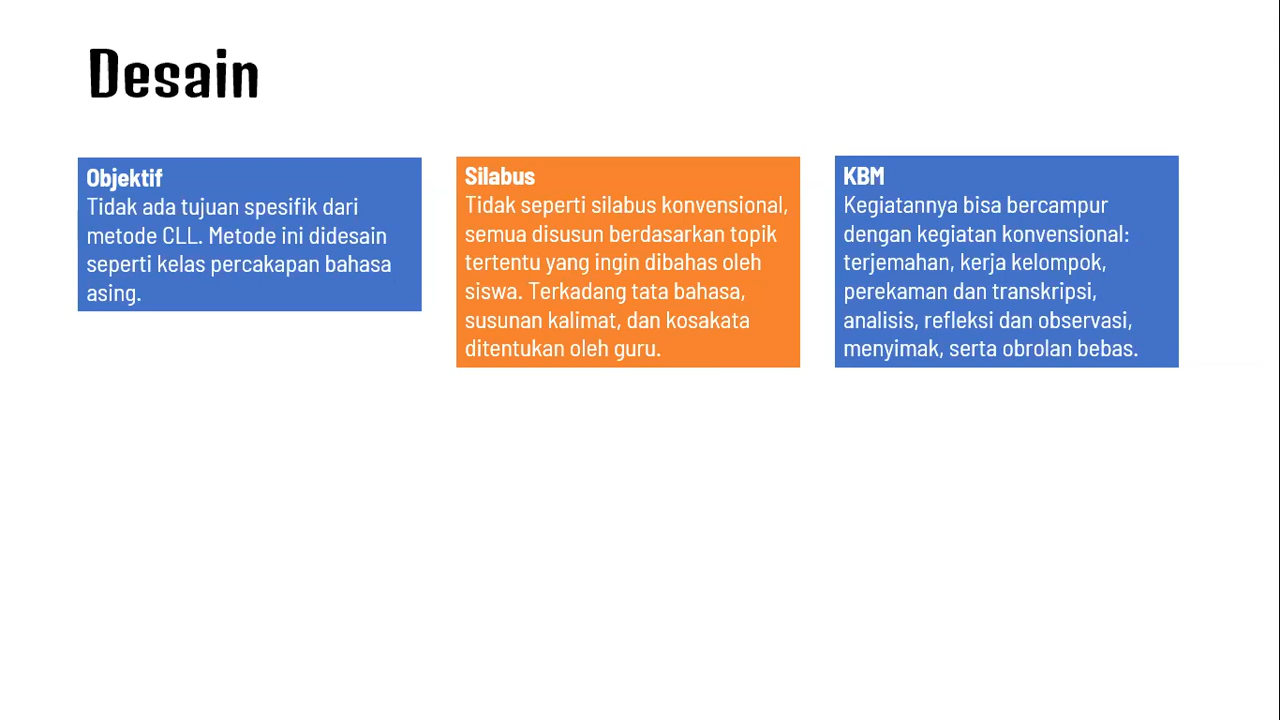 Desain
Objektif
Tidak ada tujuan spesifik dari
metode CLL. Metode ini didesain
seperti kelas percakapan bahasa
asing.
Silabus
Tidak seperti silabus konvensional,
semua disusun berdasarkan topik
tertentu yang ingin dibahas oleh
siswa. Terkadang tata bahasa,
susunan kalimat, dan kosakata
ditentukan oleh guru.
KBM
Kegiatannya bisa bercampur
dengan kegiatan konvensional:
terjemahan, kerja kelompok,
perekaman dan transkripsi,
analisis, refleksi dan observasi,
menyimak, serta obrolan bebas.